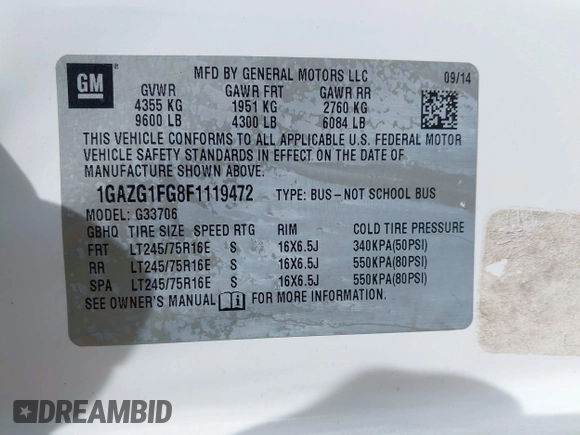 GM
®
MFD BY GENERAL MOTORS LLC 09/14
GVWR GAWR FRT GAWR RR
4355 KG 1951 KG 2760 KG
9600 LB 4300 LB 6084 LB
THIS VEHICLE CONFORMS TO ALL APPLICABLE U.S. FEDERAL MOTOR
VEHICLE SAFETY STANDARDS IN EFFECT ON THE DATE OF
MANUFACTURE SHOWN ABOVE.
1GAZG1FG8F1119472 TYPE: BUS–NOT SCHOOL BUS
MODEL: G33706
GBHQ TIRE SIZE SPEED RTG RIM COLD TIRE PRESSURE
FRT LT245/75R16E S 16X6.5J 340KPA(50PSI)
RR LT245/75R16E S 16X6.5J 550KPA(80PSI)
SPA LT245/75R16E S 16X6.5J 550KPA(80PSI)
SEE OWNER'S MANUAL FOR MORE INFORMATION.
DREAMBID